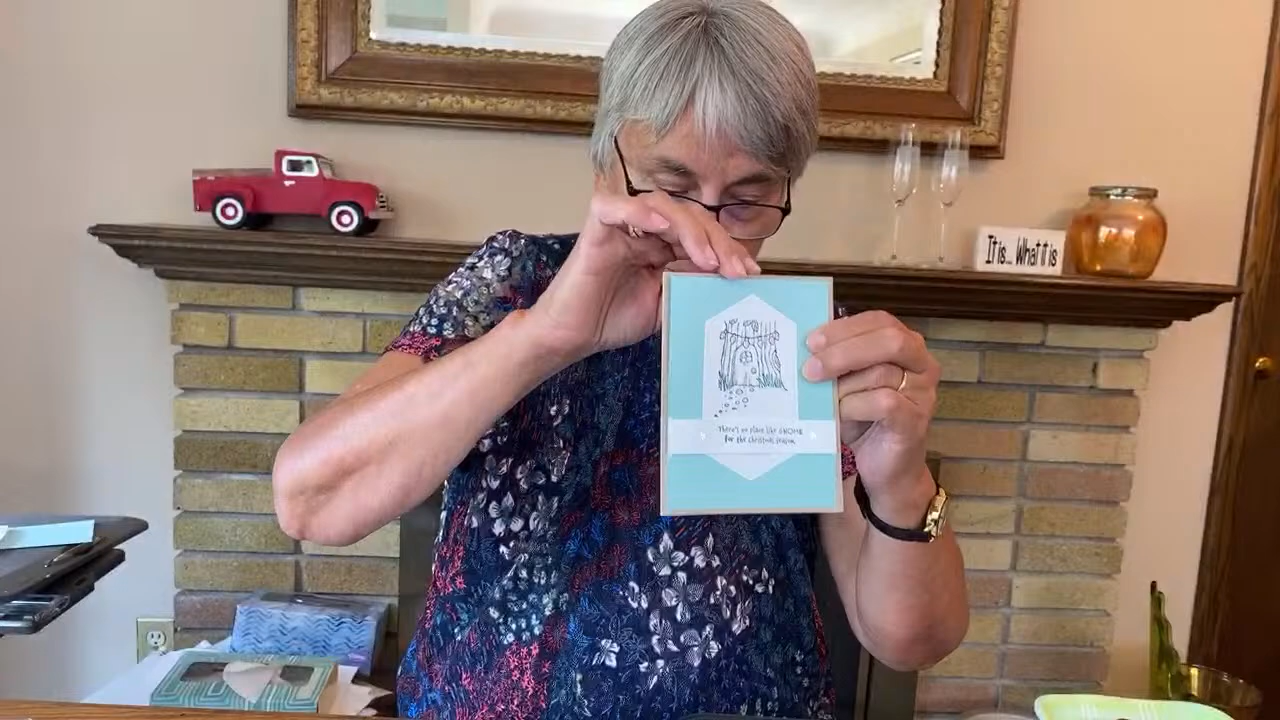 It is... What it is
There's no place like GNOME
for the Christmas season